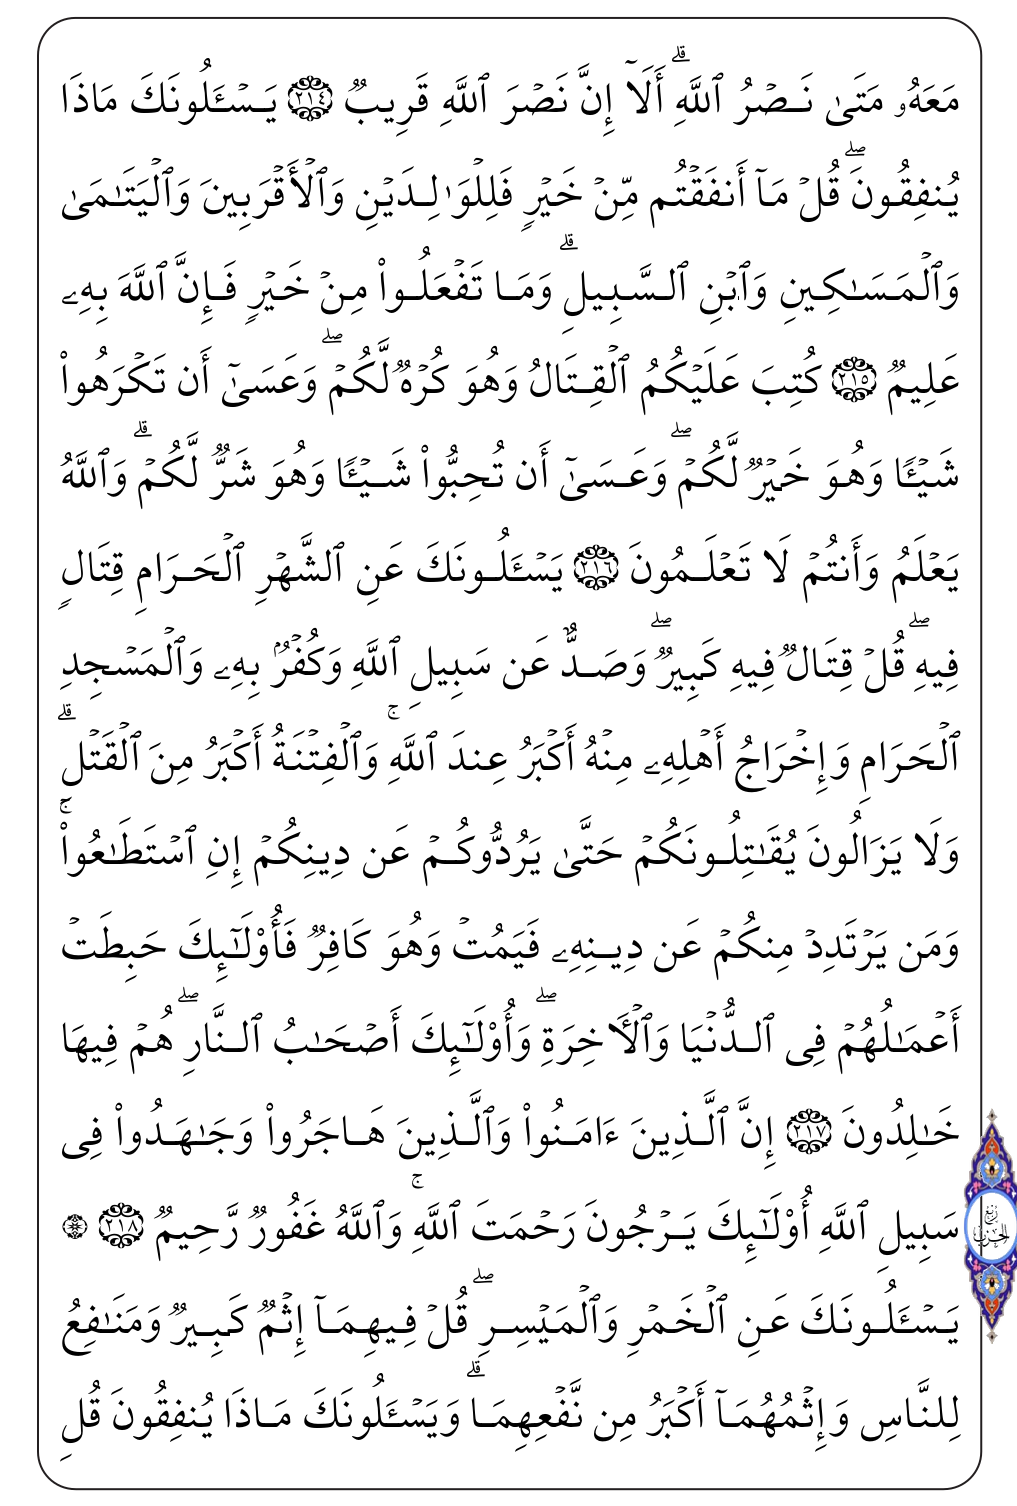 مَعَهُۥ مَتَىٰ نَصۡرُ ٱللَّهِۗ أَلَآ إِنَّ نَصۡرَ ٱللَّهِ قَرِيبٞ ٢١٤ يَسۡـَٔلُونَكَ مَاذَا
يُنفِقُونَۖ قُلۡ مَآ أَنفَقۡتُم مِّنۡ خَيۡرٖ فَلِلۡوَٰلِدَيۡنِ وَٱلۡأَقۡرَبِينَ وَٱلۡيَتَٰمَىٰ
وَٱلۡمَسَٰكِينِ وَٱبۡنِ ٱلسَّبِيلِۗ وَمَا تَفۡعَلُواْ مِنۡ خَيۡرٖ فَإِنَّ ٱللَّهَ بِهِۦ
عَلِيمٞ ٢١٥ كُتِبَ عَلَيۡكُمُ ٱلۡقِتَالُ وَهُوَ كُرۡهٞ لَّكُمۡۖ وَعَسَىٰٓ أَن تَكۡرَهُواْ
شَيۡـٔٗا وَهُوَ خَيۡرٞ لَّكُمۡۖ وَعَسَىٰٓ أَن تُحِبُّواْ شَيۡـٔٗا وَهُوَ شَرّٞ لَّكُمۡۗ وَٱللَّهُ
يَعۡلَمُ وَأَنتُمۡ لَا تَعۡلَمُونَ ٢١٦ يَسۡـَٔلُونَكَ عَنِ ٱلشَّهۡرِ ٱلۡحَرَامِ قِتَالٖ
فِيهِۖ قُلۡ قِتَالٞ فِيهِ كَبِيرٞۖ وَصَدٌّ عَن سَبِيلِ ٱللَّهِ وَكُفۡرُۢ بِهِۦ وَٱلۡمَسۡجِدِ
ٱلۡحَرَامِ وَإِخۡرَاجُ أَهۡلِهِۦ مِنۡهُ أَكۡبَرُ عِندَ ٱللَّهِۚ وَٱلۡفِتۡنَةُ أَكۡبَرُ مِنَ ٱلۡقَتۡلِۗ
وَلَا يَزَالُونَ يُقَٰتِلُونَكُمۡ حَتَّىٰ يَرُدُّوكُمۡ عَن دِينِكُمۡ إِنِ ٱسۡتَطَٰعُواْۚ
وَمَن يَرۡتَدِدۡ مِنكُمۡ عَن دِينِهِۦ فَيَمُتۡ وَهُوَ كَافِرٞ فَأُوْلَٰٓئِكَ حَبِطَتۡ
أَعۡمَٰلُهُمۡ فِي ٱلدُّنۡيَا وَٱلۡأٓخِرَةِۖ وَأُوْلَٰٓئِكَ أَصۡحَٰبُ ٱلنَّارِۖ هُمۡ فِيهَا
خَٰلِدُونَ ٢١٧ إِنَّ ٱلَّذِينَ ءَامَنُواْ وَٱلَّذِينَ هَاجَرُواْ وَجَٰهَدُواْ فِي
سَبِيلِ ٱللَّهِ أُوْلَٰٓئِكَ يَرۡجُونَ رَحۡمَتَ ٱللَّهِۚ وَٱللَّهُ غَفُورٞ رَّحِيمٞ ٢١٨ ۞
رُبْعُ
الْحِزْبِ
يَسۡـَٔلُونَكَ عَنِ ٱلۡخَمۡرِ وَٱلۡمَيۡسِرِۖ قُلۡ فِيهِمَآ إِثۡمٞ كَبِيرٞ وَمَنَٰفِعُ
لِلنَّاسِ وَإِثۡمُهُمَآ أَكۡبَرُ مِن نَّفۡعِهِمَاۗ وَيَسۡـَٔلُونَكَ مَاذَا يُنفِقُونَ قُلِ